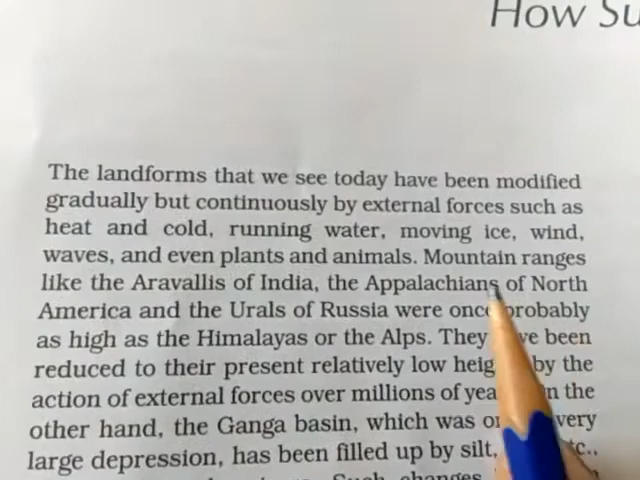 How Su
The landforms that we see today have been modified
gradually but continuously by external forces such as
heat and cold, running water, moving ice, wind,
waves, and even plants and animals. Mountain ranges
like the Aravallis of India, the Appalachians of North
America and the Urals of Russia were once probably
as high as the Himalayas or the Alps. They been
reduced to their present relatively low by the
action of external forces over millions of the
other hand, the Ganga basin, which was very
large depression, has been filled up by silt,
Such changes